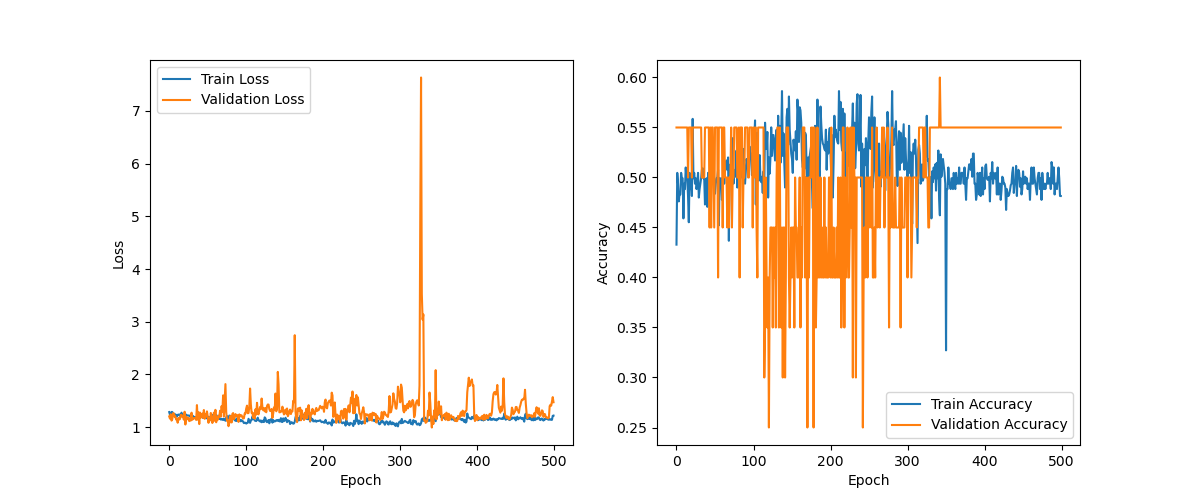 Train Loss
Validation Loss
7
6
5
4
3
2
1
Loss
0 100 200 300 400 500
Epoch
0.60
0.55
0.50
0.45
0.40
0.35
0.30
0.25
Accuracy
Train Accuracy
Validation Accuracy
0 100 200 300 400 500
Epoch